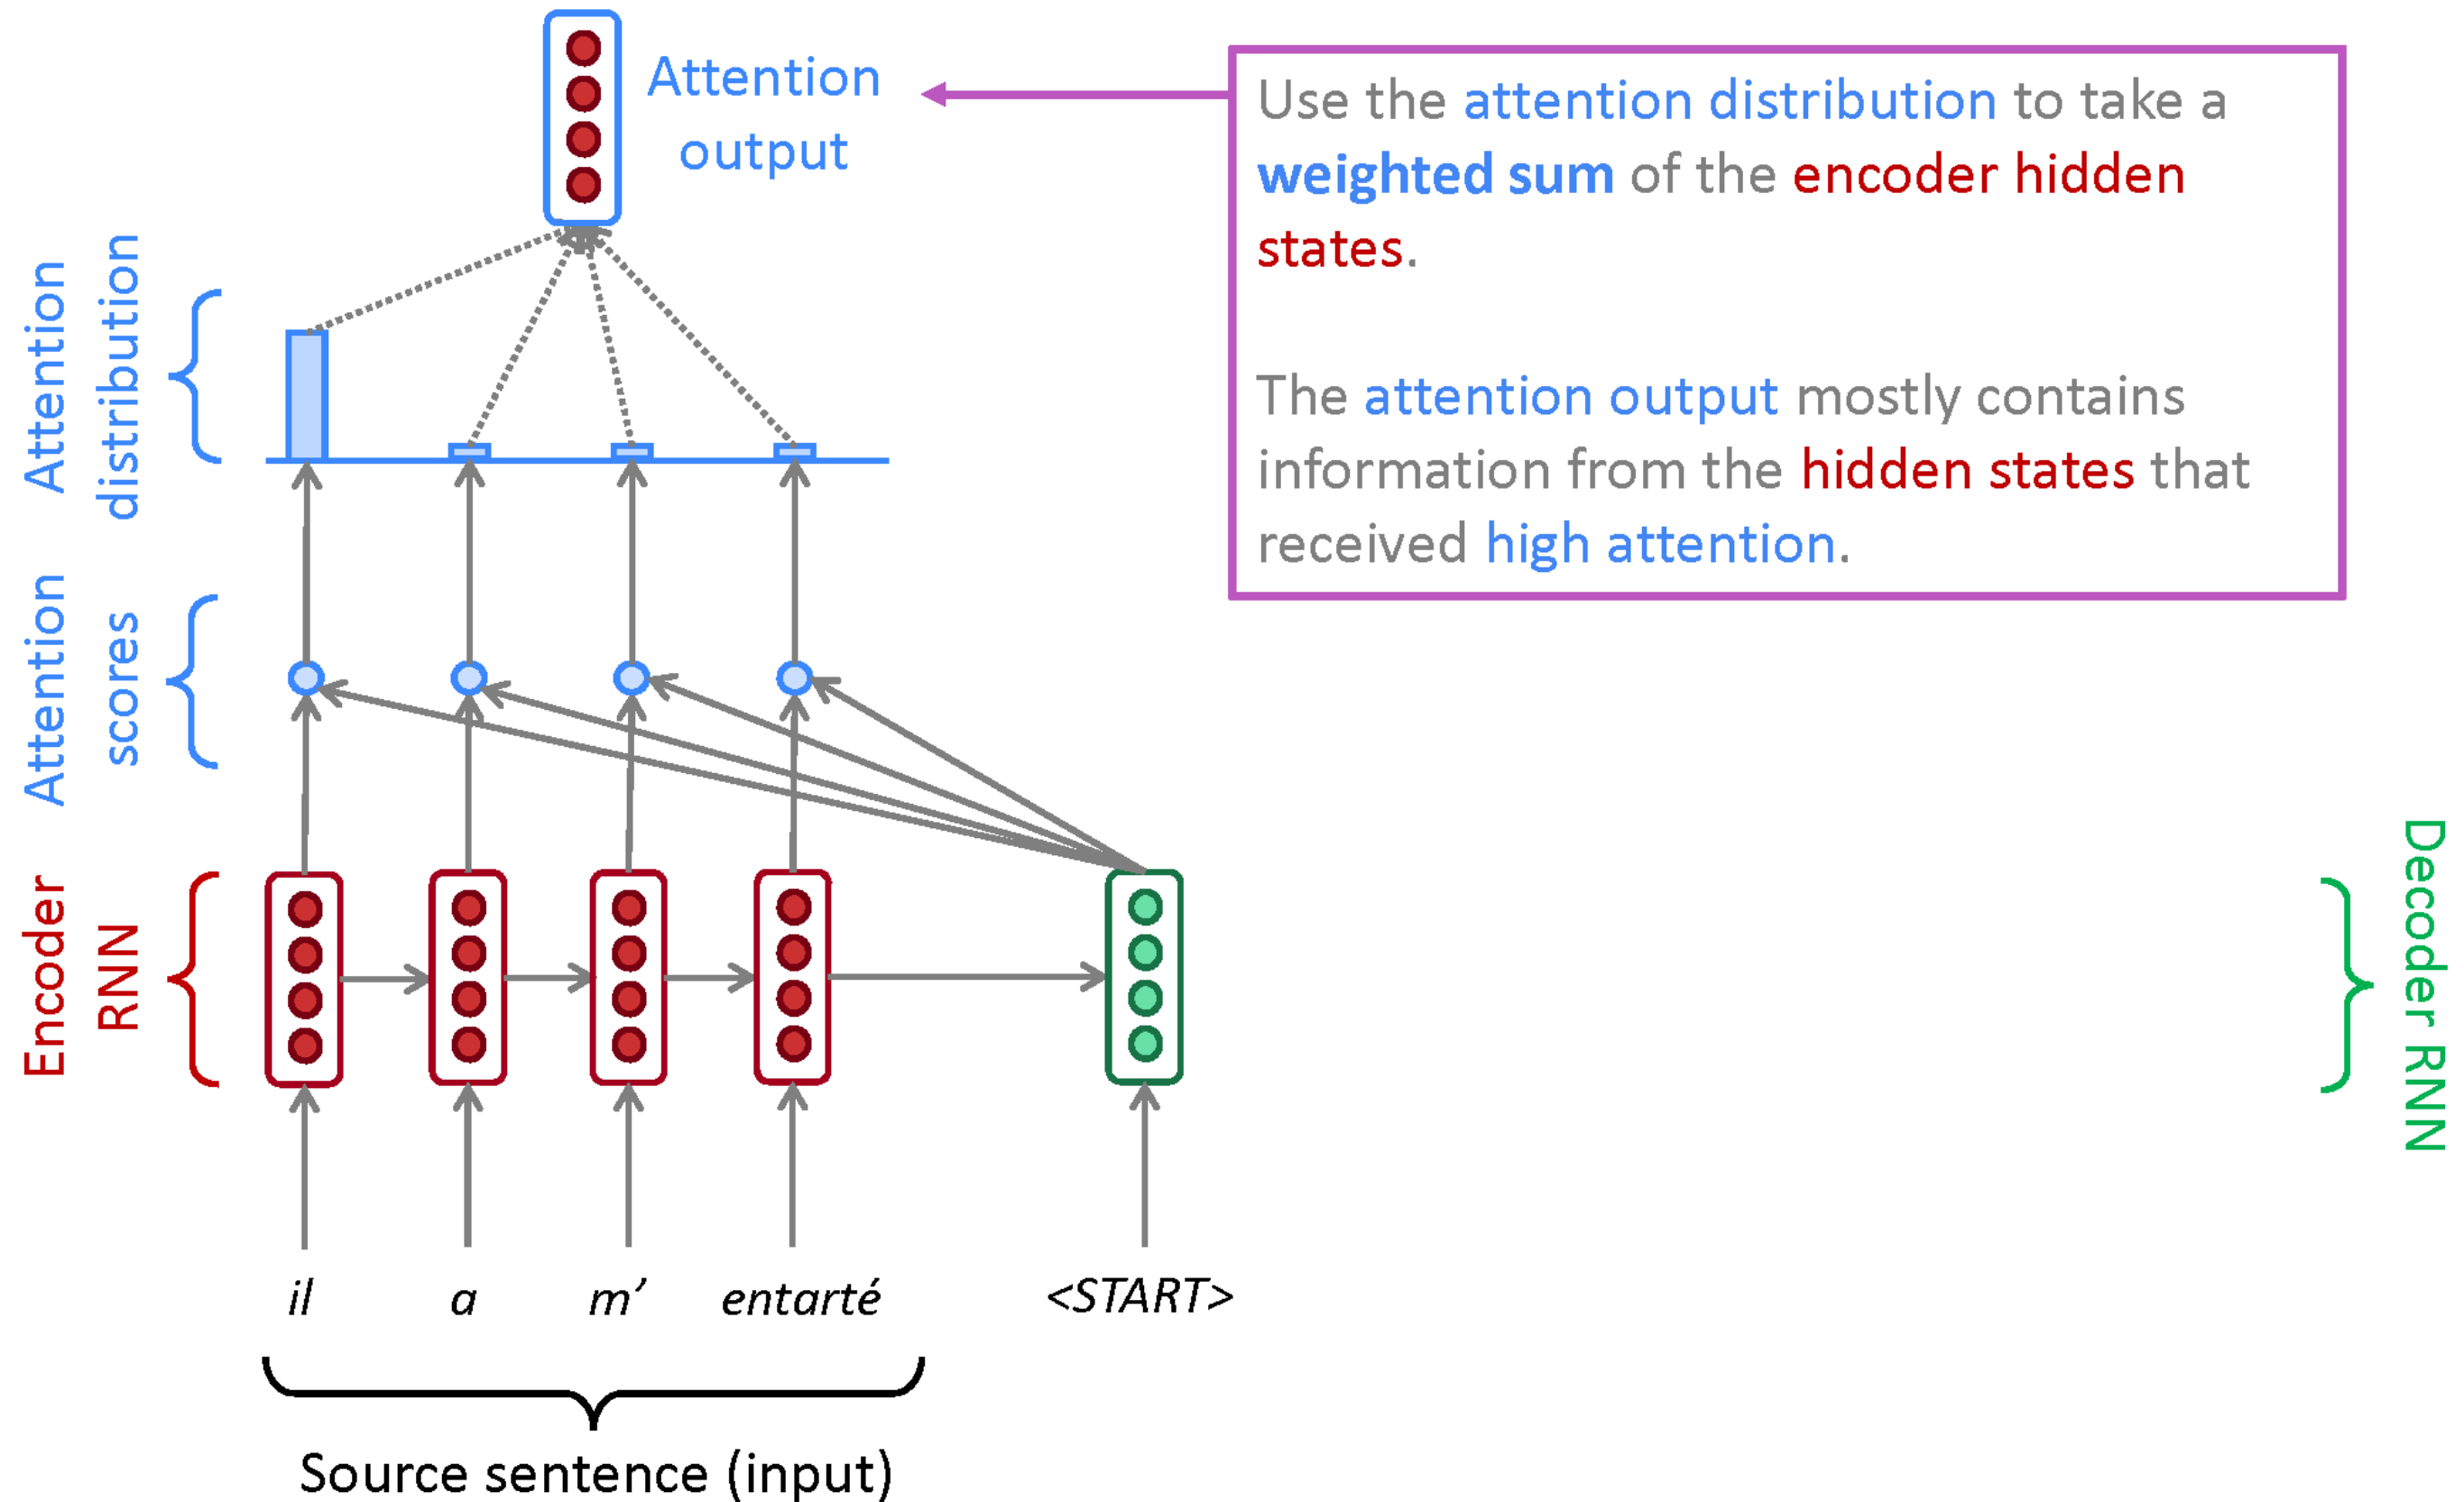 Attention
output
Use the attention distribution to take a
weighted sum of the encoder hidden
states.
The attention output mostly contains
information from the hidden states that
received high attention.
Attention
distribution
Attention
scores
Encoder
RNN
Decoder RNN
il a m’ entarté <START>
Source sentence (input)